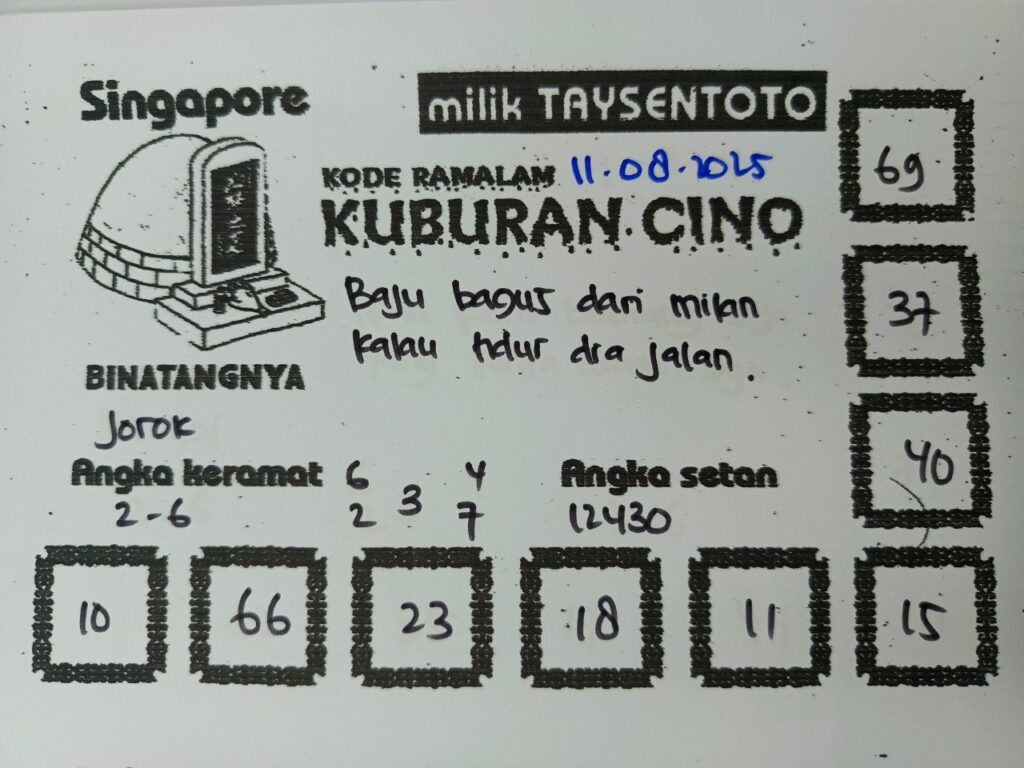 Singapore
milik TAYSENTOTO
KODE RAMALAM 11.08.2025
KUBURAN CINO
Baju bagus dari milan
kalau tidur dra jalan.
BINATANGNYA
Jorok
Angka keramat
2-6
6 4
3
2 7
Angka setan
12430
69
37
40
10 66 23 18 11 15